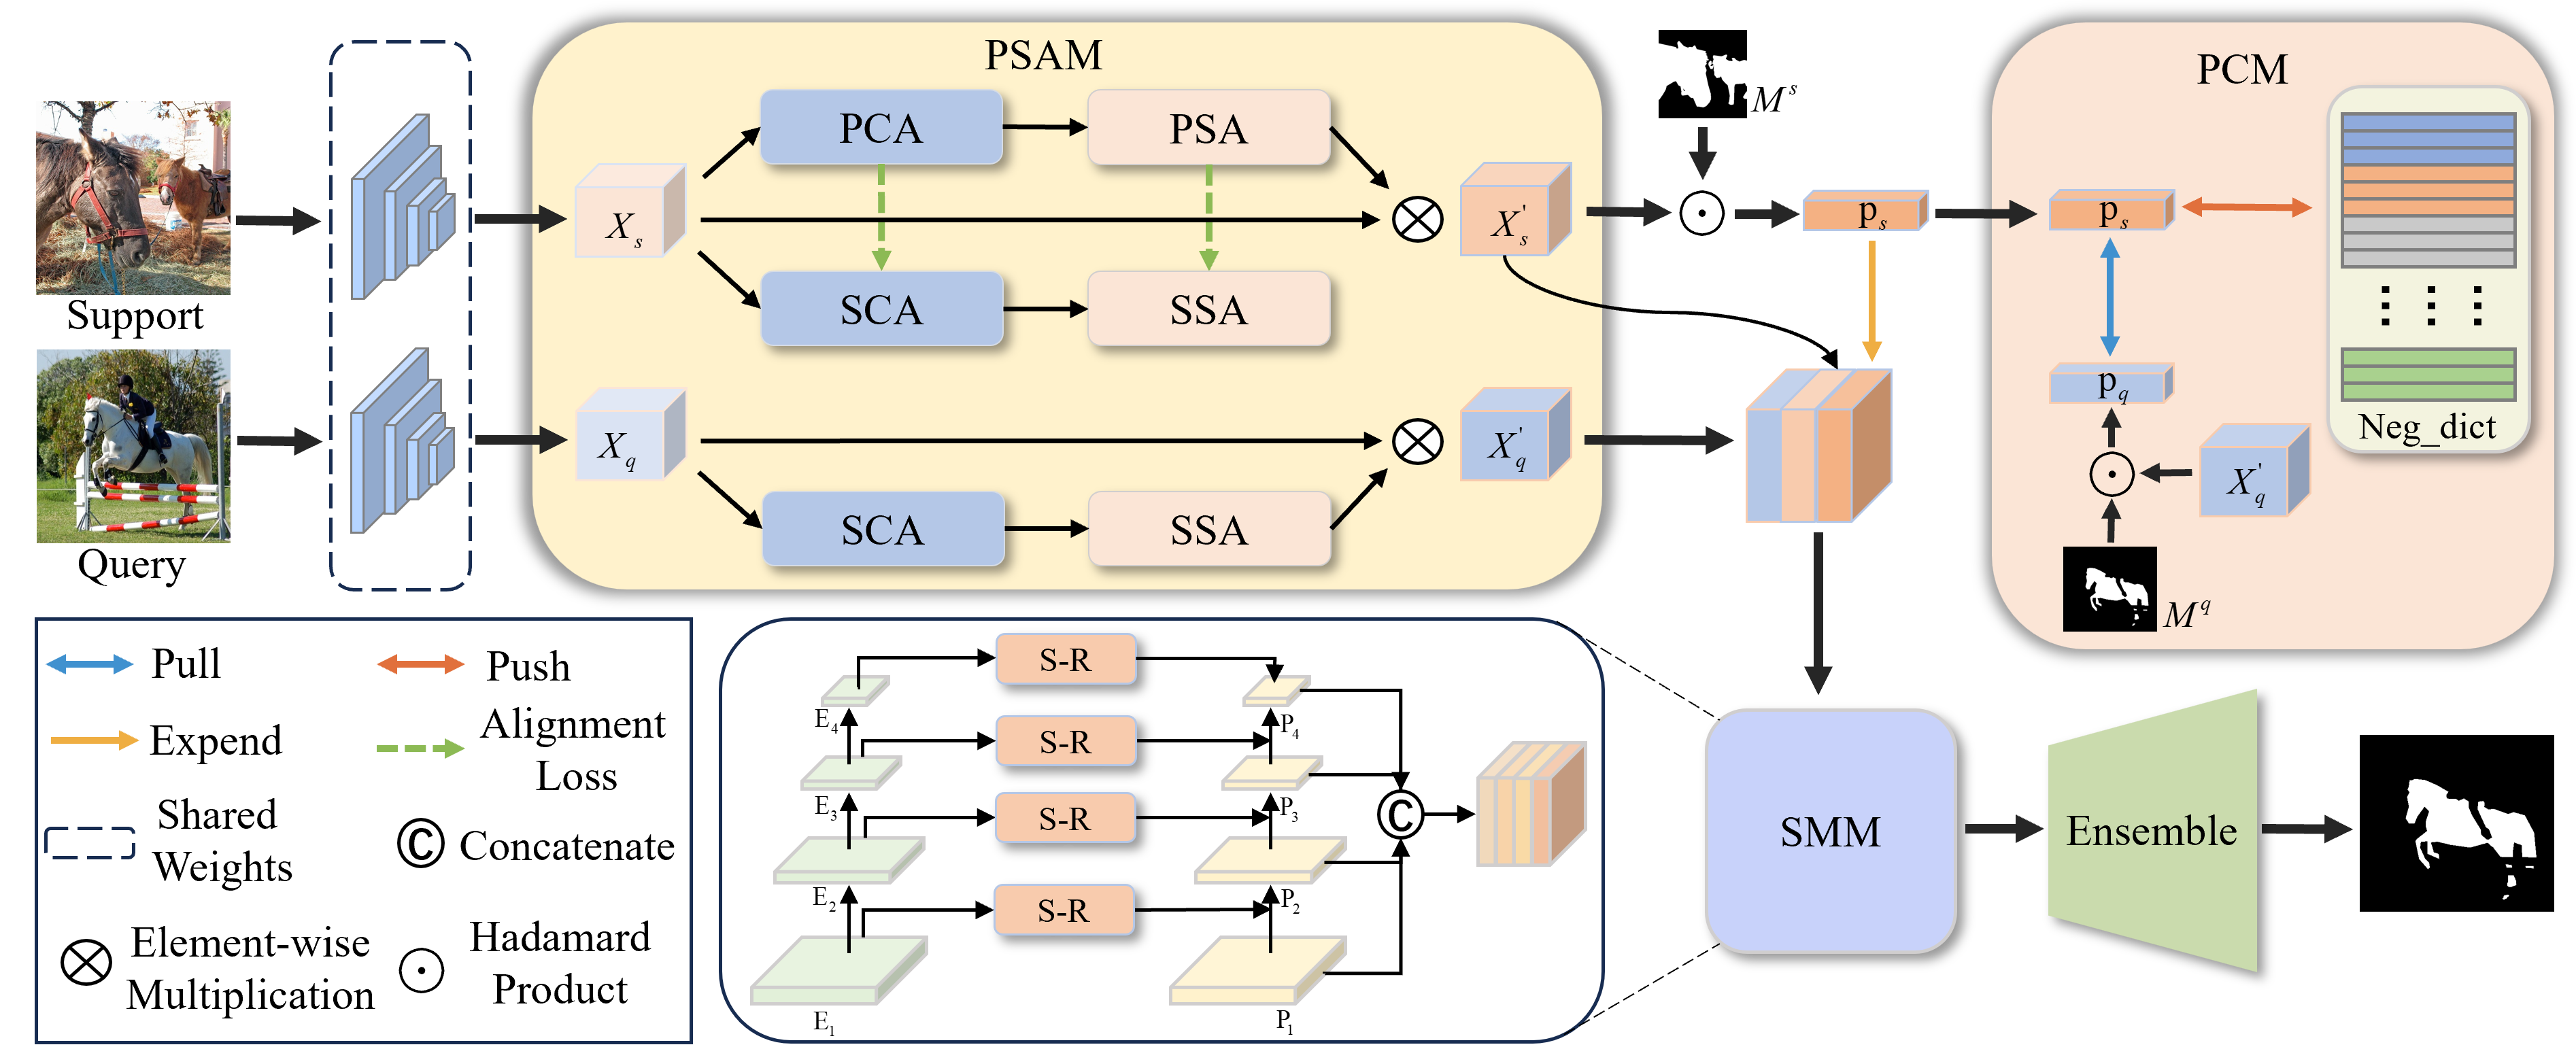 PSAM
PCM
M^s
PCA
PSA
X_s
X'_s
p_s
p_s
SCA
SSA
Support
p_q
Neg_dict
X_q
X'_q
X'_q
SCA
SSA
Query
M^q
Pull
Push
Expend
Alignment
Loss
Shared
Weights
C Concatenate
Element-wise
Multiplication
Hadamard
Product
S-R
E_4
S-R
P_4
E_3
S-R
P_3
C
E_2
S-R
P_2
E_1
P_1
SMM
Ensemble